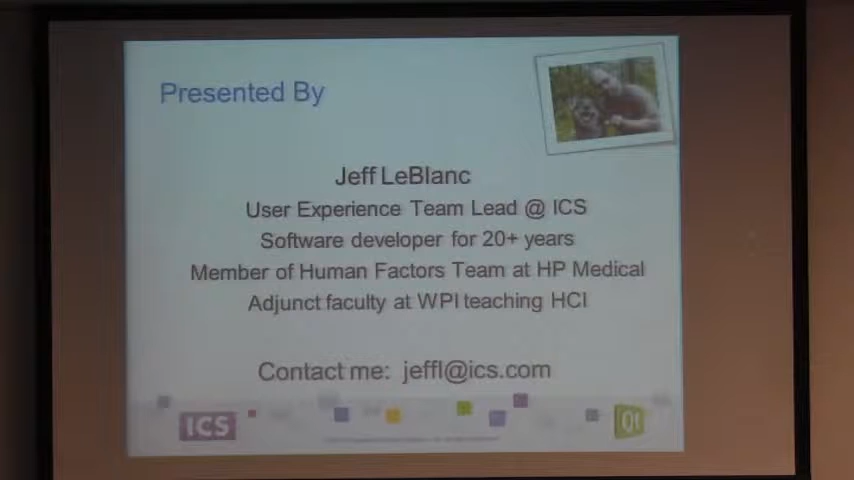 Presented By
Jeff LeBlanc
User Experience Team Lead @ ICS
Software developer for 20+ years
Member of Human Factors Team at HP Medical
Adjunct faculty at WPI teaching HCI
Contact me: jeffl@ics.com
ICS
Qt